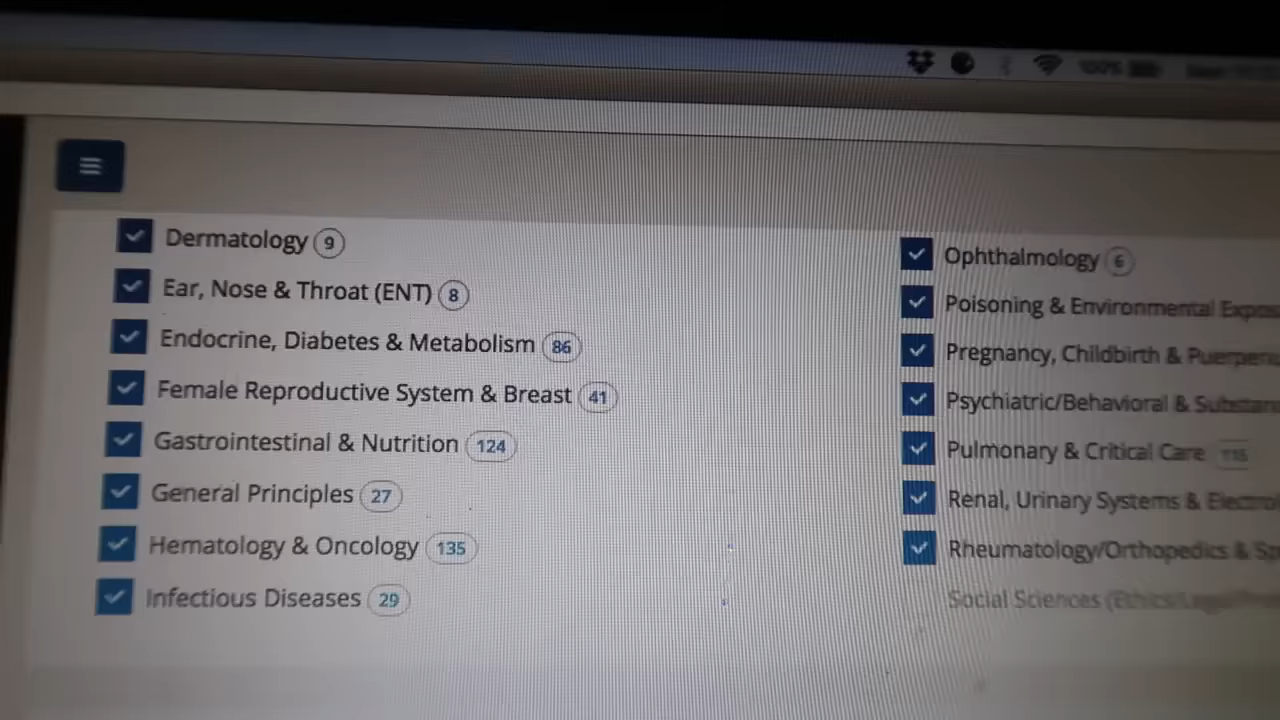 100%
Dermatology 9
Ear, Nose & Throat (ENT) 8
Endocrine, Diabetes & Metabolism 86
Female Reproductive System & Breast 41
Gastrointestinal & Nutrition 124
General Principles 27
Hematology & Oncology 135
Infectious Diseases 29
Ophthalmology 6
Poisoning & Environmental
Pregnancy, Childbirth &
Psychiatric/Behavioral &
Pulmonary & Critical Care
Renal, Urinary Systems &
Rheumatology/Orthopedics &
Social Sciences